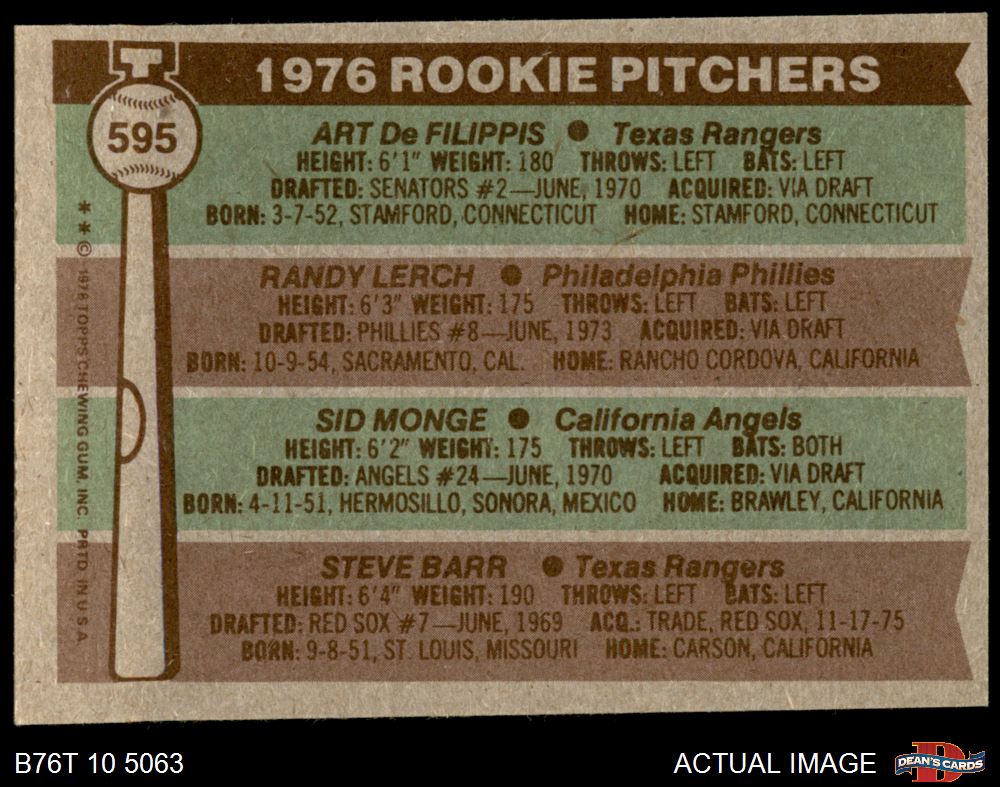 1976 ROOKIE PITCHERS
595
ART De FILIPPIS ● Texas Rangers
HEIGHT: 6'1" WEIGHT: 180 THROWS: LEFT BATS: LEFT
DRAFTED: SENATORS #2—JUNE, 1970 ACQUIRED: VIA DRAFT
BORN: 3-7-52, STAMFORD, CONNECTICUT HOME: STAMFORD, CONNECTICUT
RANDY LERCH ● Philadelphia Phillies
HEIGHT: 6'3" WEIGHT: 175 THROWS: LEFT BATS: LEFT
DRAFTED: PHILLIES #8—JUNE, 1973 ACQUIRED: VIA DRAFT
BORN: 10-9-54, SACRAMENTO, CAL. HOME: RANCHO CORDOVA, CALIFORNIA
SID MONGE ● California Angels
HEIGHT: 6'2" WEIGHT: 175 THROWS: LEFT BATS: BOTH
DRAFTED: ANGELS #24—JUNE, 1970 ACQUIRED: VIA DRAFT
BORN: 4-11-51, HERMOSILLO, SONORA, MEXICO HOME: BRAWLEY, CALIFORNIA
STEVE BARR ● Texas Rangers
HEIGHT: 6'4" WEIGHT: 190 THROWS: LEFT BATS: LEFT
DRAFTED: RED SOX #7—JUNE, 1969 ACQ.: TRADE, RED SOX, 11-17-75
BORN: 9-8-51, ST. LOUIS, MISSOURI HOME: CARSON, CALIFORNIA
** © 1976 TOPPS CHEWING GUM, INC. PRTD. IN U.S.A.
B76T 10 5063
ACTUAL IMAGE
DEAN'S CARDS